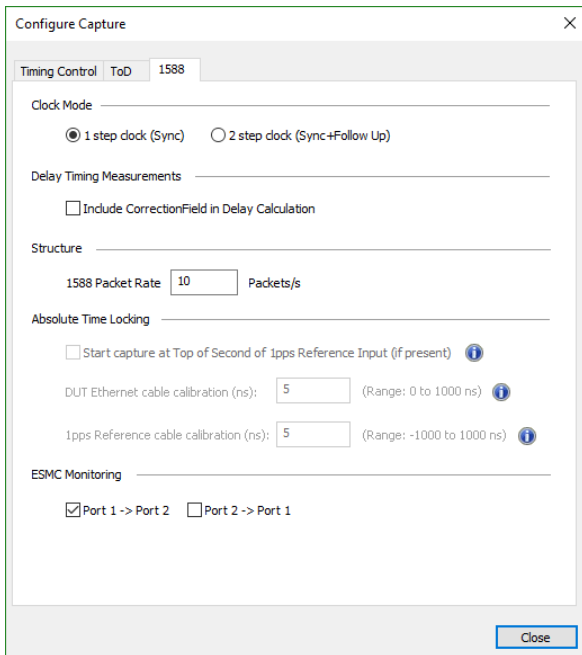 Configure Capture
Timing Control ToD 1588
Clock Mode
1 step clock (Sync) 2 step clock (Sync+Follow Up)
Delay Timing Measurements
Include CorrectionField in Delay Calculation
Structure
1588 Packet Rate 10 Packets/s
Absolute Time Locking
Start capture at Top of Second of 1pps Reference Input (if present)
DUT Ethernet cable calibration (ns): 5 (Range: 0 to 1000 ns)
1pps Reference cable calibration (ns): 5 (Range: -1000 to 1000 ns)
ESMC Monitoring
Port 1 -> Port 2 Port 2 -> Port 1
Close